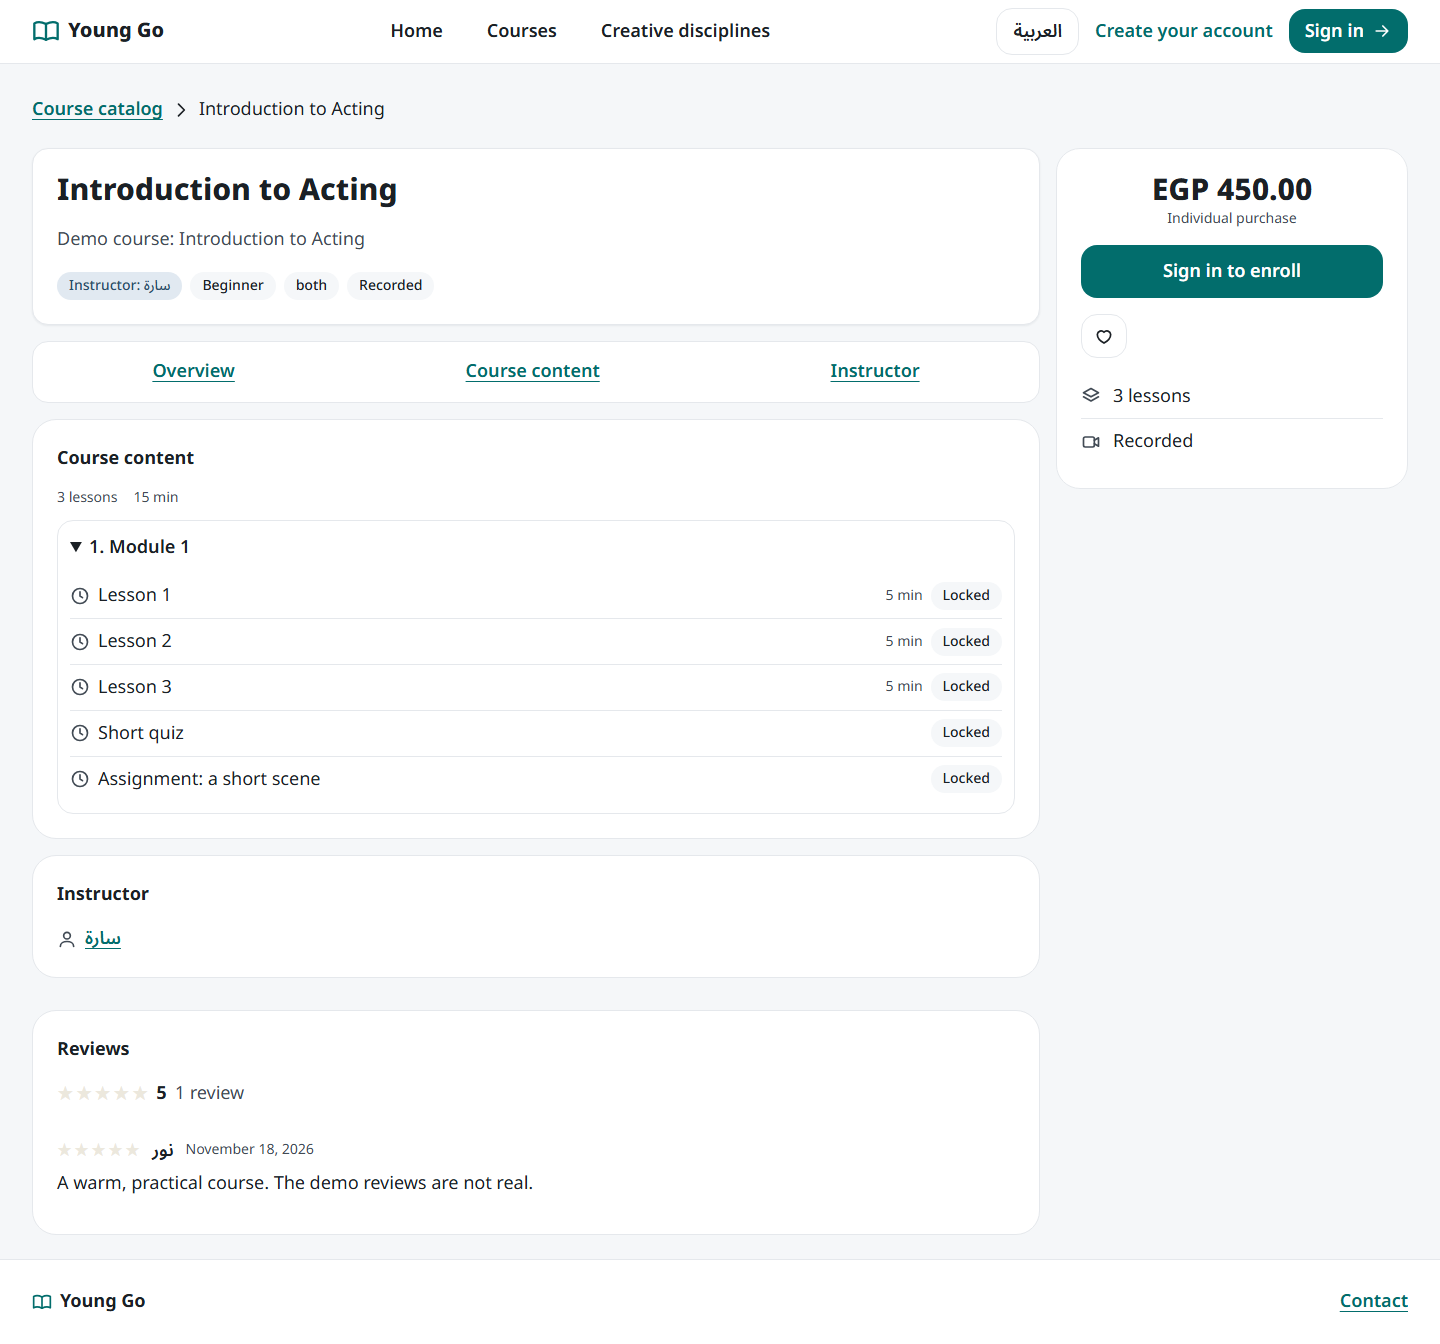 Young Go
Home
Courses
Creative disciplines
العربية
Create your account
Sign in
Course catalog
Introduction to Acting
Introduction to Acting
Demo course: Introduction to Acting
Instructor: سارة
Beginner
both
Recorded
EGP 450.00
Individual purchase
Sign in to enroll
3 lessons
Recorded
Overview
Course content
Instructor
Course content
3 lessons 15 min
1. Module 1
Lesson 1 5 min Locked
Lesson 2 5 min Locked
Lesson 3 5 min Locked
Short quiz Locked
Assignment: a short scene Locked
Instructor
سارة
Reviews
5 1 review
نور November 18, 2026
A warm, practical course. The demo reviews are not real.
Young Go
Contact